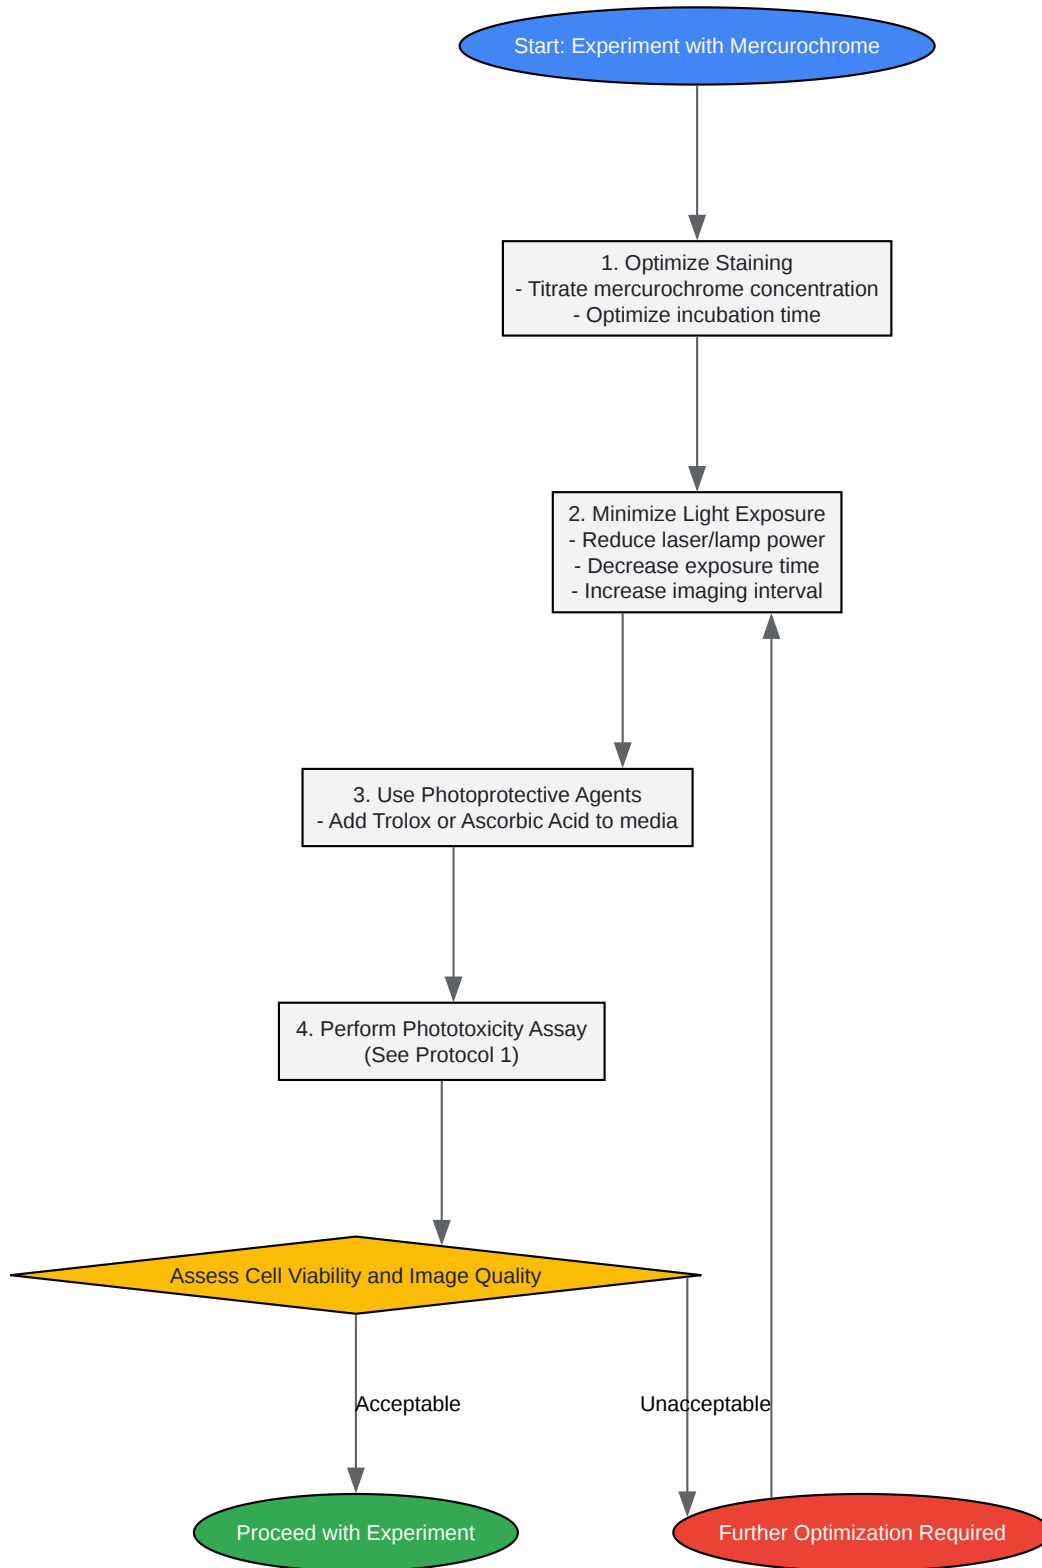 Start: Experiment with Mercurochrome
1. Optimize Staining
- Titrate mercurochrome concentration
- Optimize incubation time
2. Minimize Light Exposure
- Reduce laser/lamp power
- Decrease exposure time
- Increase imaging interval
3. Use Photoprotective Agents
- Add Trolox or Ascorbic Acid to media
4. Perform Phototoxicity Assay
(See Protocol 1)
Assess Cell Viability and Image Quality
Acceptable
Unacceptable
Proceed with Experiment
Further Optimization Required